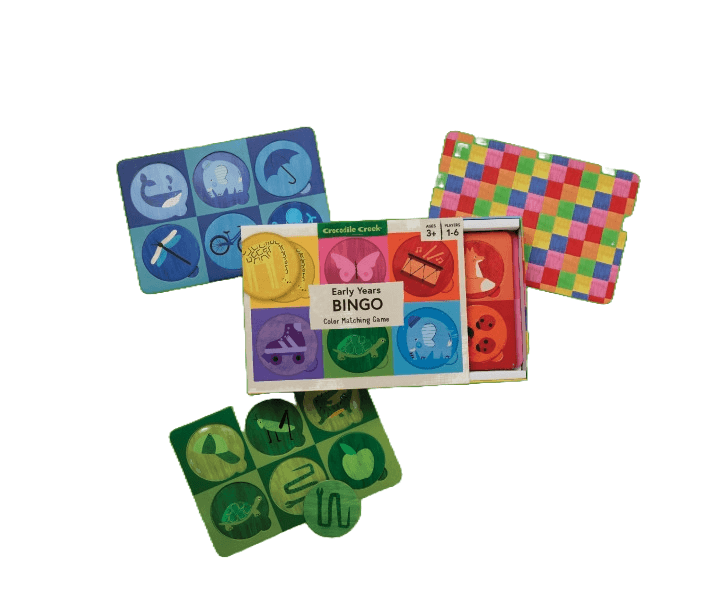 Crocodile Creek
AGES
3+
PLAYERS
1-6
Early Years
BINGO
Color Matching Game